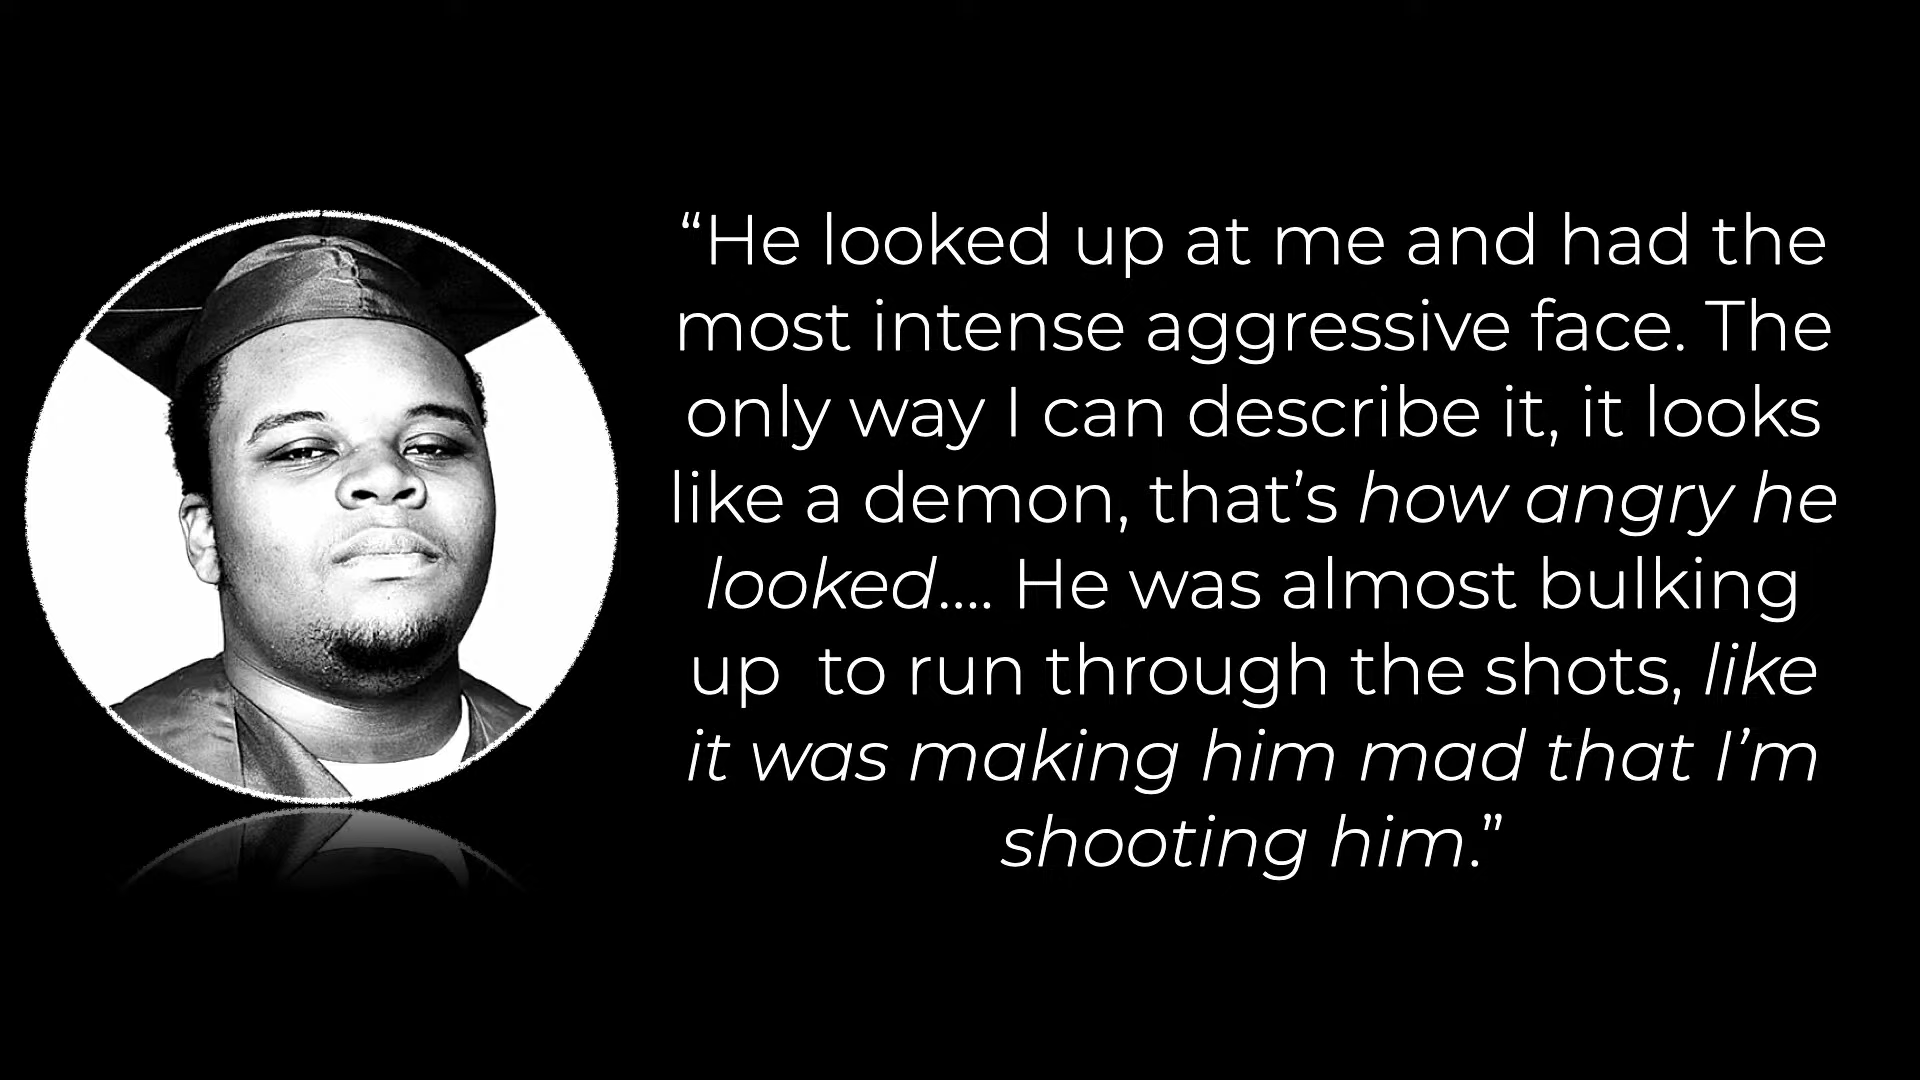 “He looked up at me and had the
most intense aggressive face. The
only way I can describe it, it looks
like a demon, that’s how angry he
looked.... He was almost bulking
up  to run through the shots, like
it was making him mad that I’m
shooting him.”